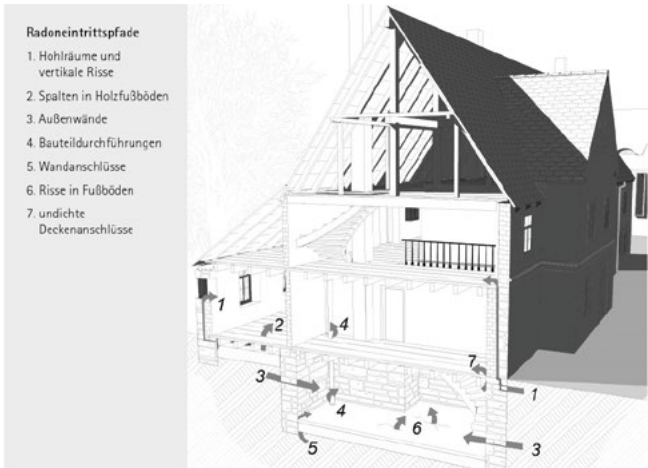 Radoneintrittspfade
1. Hohlräume und
vertikale Risse
2. Spalten in Holzfußböden
3. Außenwände
4. Bauteildurchführungen
5. Wandanschlüsse
6. Risse in Fußböden
7. undichte
Deckenanschlüsse
1
2
4
7
3
1
4
6
5
3